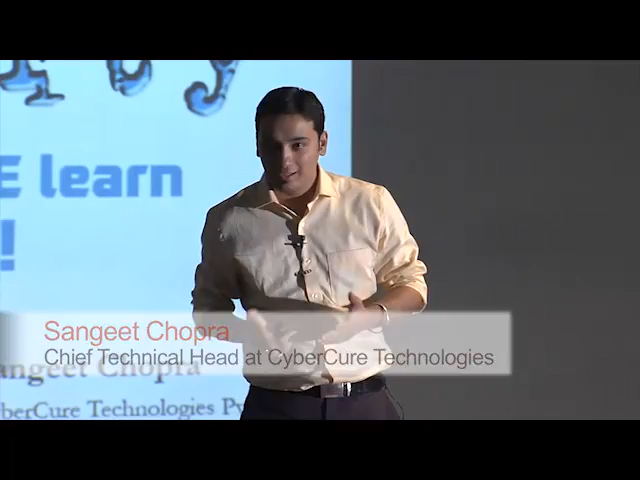 E learn
!
Sangeet Chopra
Chief Technical Head at CyberCure Technologies
angeet Chopra
berCure Technologies Pv